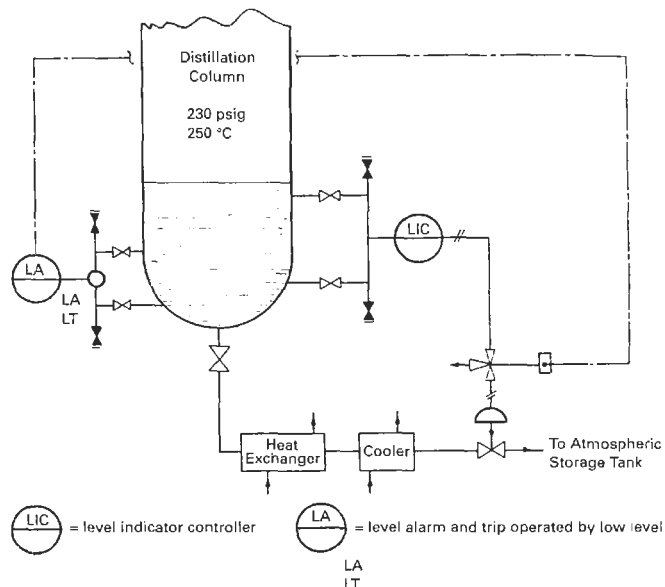 Distillation
Column
230 psig
250 °C
LIC
LA
LA
LT
Heat
Exchanger
Cooler
To Atmospheric
Storage Tank
LIC = level indicator controller
LA = level alarm and trip operated by low level
LA
LT